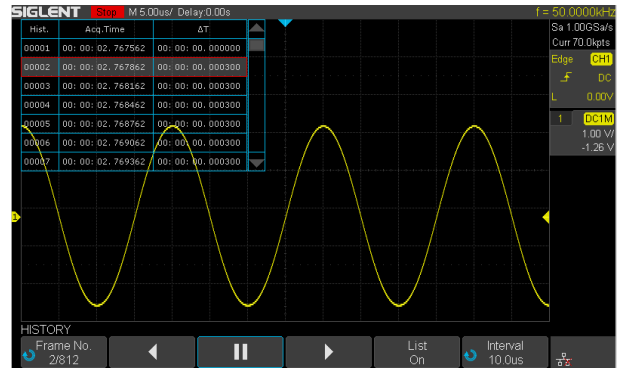 SIGLENT Stop M 5.00us/ Delay:0.00s f = 50.0000kHz
Sa 1.00GSa/s
Curr 70.0kpts
Edge CH1
DC
L 0.00V
1 DC1M
1.00 V/
-1.26 V
Hist. Acq.Time ΔT
00001 00: 00: 02. 767562 00: 00: 00. 000000
00002 00: 00: 02. 767862 00: 00: 00. 000300
00003 00: 00: 02. 768162 00: 00: 00. 000300
00004 00: 00: 02. 768462 00: 00: 00. 000300
00005 00: 00: 02. 768762 00: 00: 00. 000300
00006 00: 00: 02. 769062 00: 00: 00. 000300
00007 00: 00: 02. 769362 00: 00: 00. 000300
1
HISTORY
Frame No. List Interval
2/812 On 10.0us